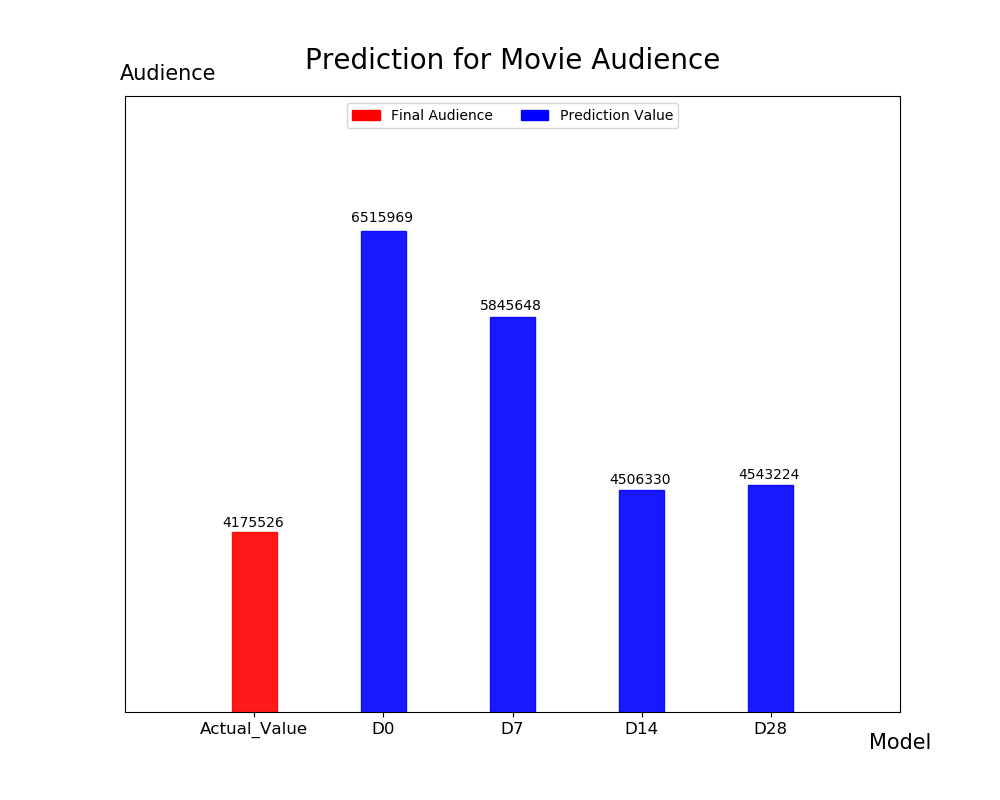 Prediction for Movie Audience
Audience
Final Audience Prediction Value
6515969
5845648
4543224
4506330
4175526
Actual_Value D0 D7 D14 D28
Model